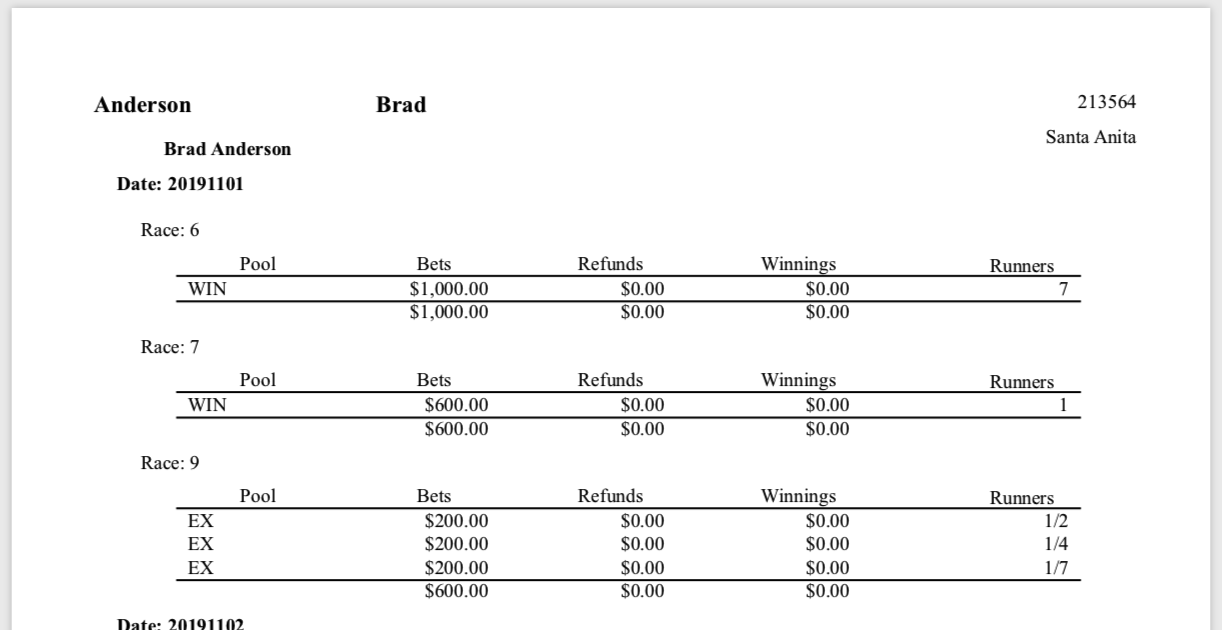 Anderson Brad 213564
Santa Anita
Brad Anderson
Date: 20191101
Race: 6
Pool Bets Refunds Winnings Runners
WIN $1,000.00 $0.00 $0.00 7
$1,000.00 $0.00 $0.00
Race: 7
Pool Bets Refunds Winnings Runners
WIN $600.00 $0.00 $0.00 1
$600.00 $0.00 $0.00
Race: 9
Pool Bets Refunds Winnings Runners
EX $200.00 $0.00 $0.00 1/2
EX $200.00 $0.00 $0.00 1/4
EX $200.00 $0.00 $0.00 1/7
$600.00 $0.00 $0.00
Date: 20191102